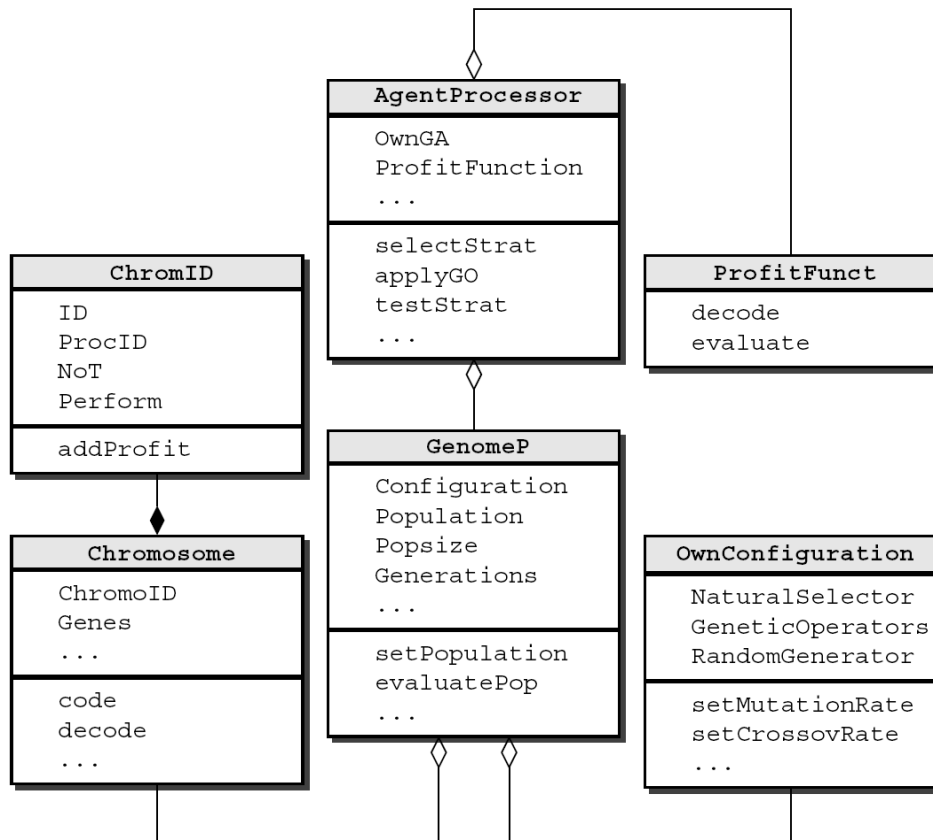 AgentProcessor
OwnGA
ProfitFunction
...
selectStrat
applyGO
testStrat
...
ChromID
ID
ProcID
NoT
Perform
addProfit
ProfitFunct
decode
evaluate
GenomeP
Configuration
Population
Popsize
Generations
...
setPopulation
evaluatePop
...
Chromosome
ChromoID
Genes
...
code
decode
...
OwnConfiguration
NaturalSelector
GeneticOperators
RandomGenerator
setMutationRate
setCrossovRate
...